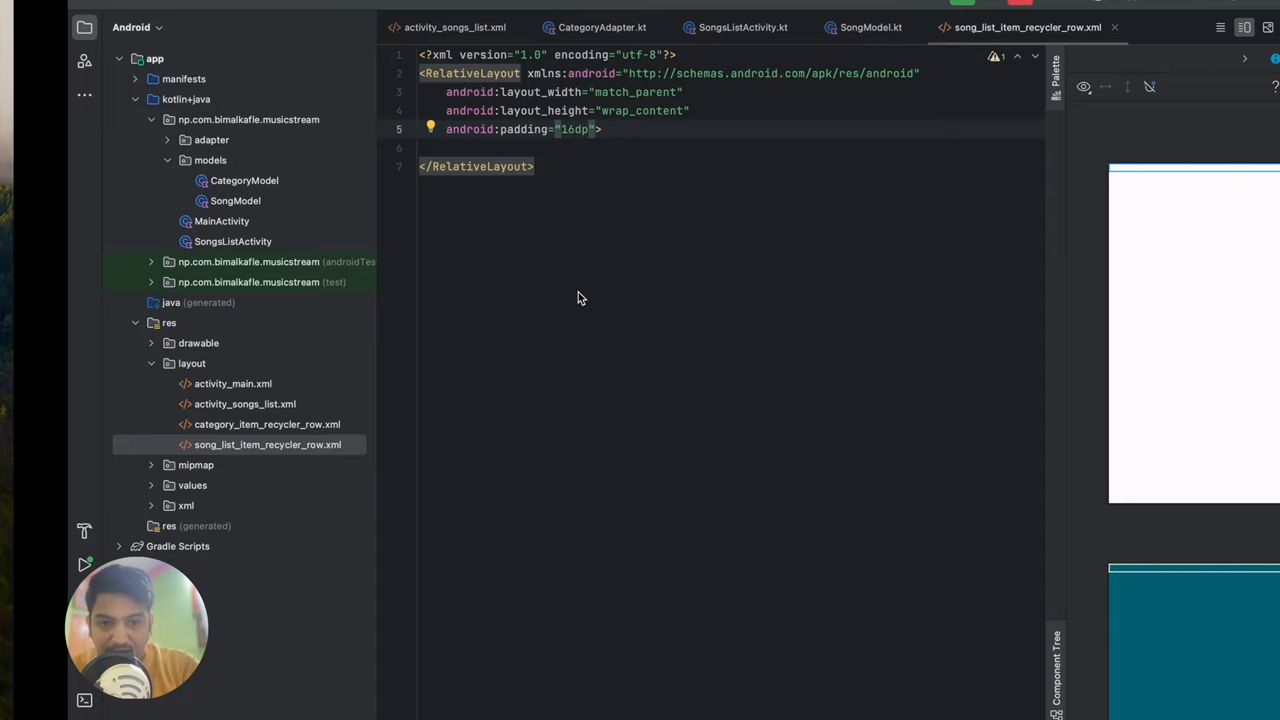 Android
activity_songs_list.xml
CategoryAdapter.kt
SongsListActivity.kt
SongModel.kt
song_list_item_recycler_row.xml
app
manifests
kotlin+java
np.com.bimalkafle.musicstream
adapter
models
CategoryModel
SongModel
MainActivity
SongsListActivity
np.com.bimalkafle.musicstream (androidTes
np.com.bimalkafle.musicstream (test)
java (generated)
res
drawable
layout
activity_main.xml
activity_songs_list.xml
category_item_recycler_row.xml
song_list_item_recycler_row.xml
mipmap
values
xml
res (generated)
Gradle Scripts
1 <?xml version="1.0" encoding="utf-8"?>
2 <RelativeLayout xmlns:android="http://schemas.android.com/apk/res/android"
3 android:layout_width="match_parent"
4 android:layout_height="wrap_content"
5 android:padding="16dp">
6
7 </RelativeLayout>
1
Palette
Component Tree